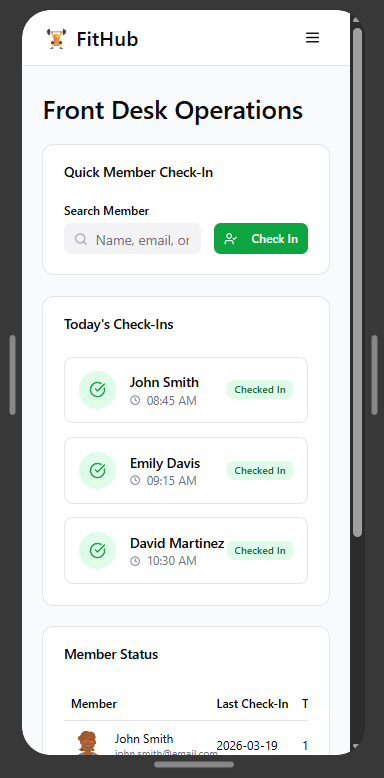 FitHub
Front Desk Operations
Quick Member Check-In
Search Member
Name, email, or
Check In
Today's Check-Ins
John Smith
08:45 AM
Checked In
Emily Davis
09:15 AM
Checked In
David Martinez
10:30 AM
Checked In
Member Status
Member Last Check-In T
John Smith
john.smith@email.com
2026-03-19 1